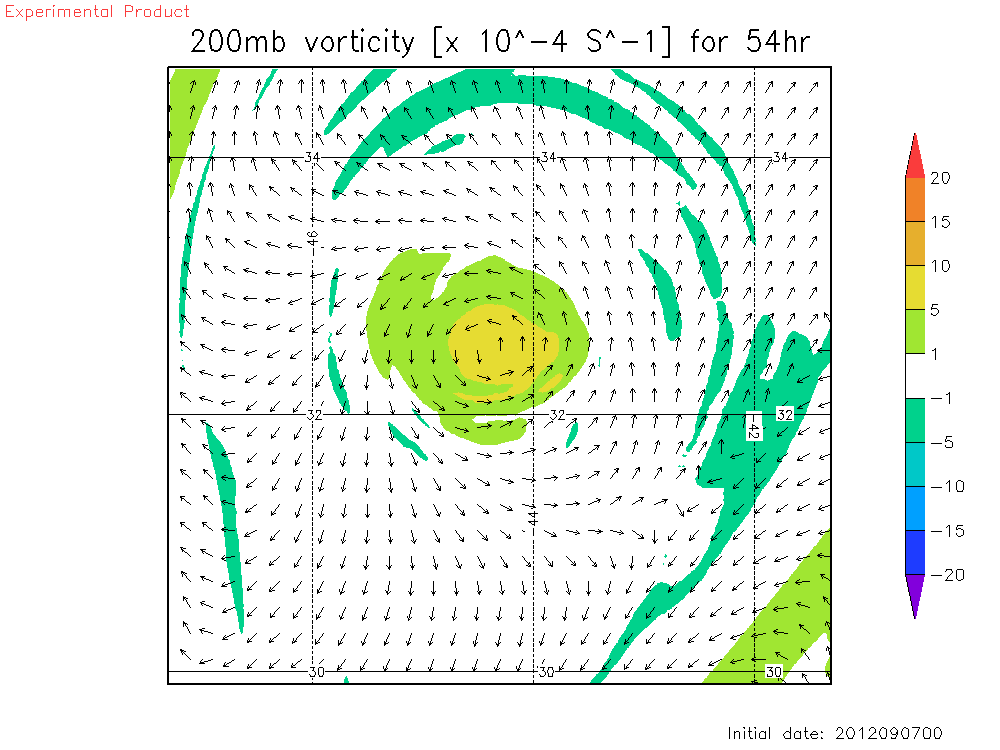 Experimental Product
200mb vorticity [x 10^-4 S^-1] for 54hr
34 34 34
46
20
15
10
5
1
-1
-5
-10
-15
-20
32 32 32
-42
44
30 30 30
Initial date: 2012090700